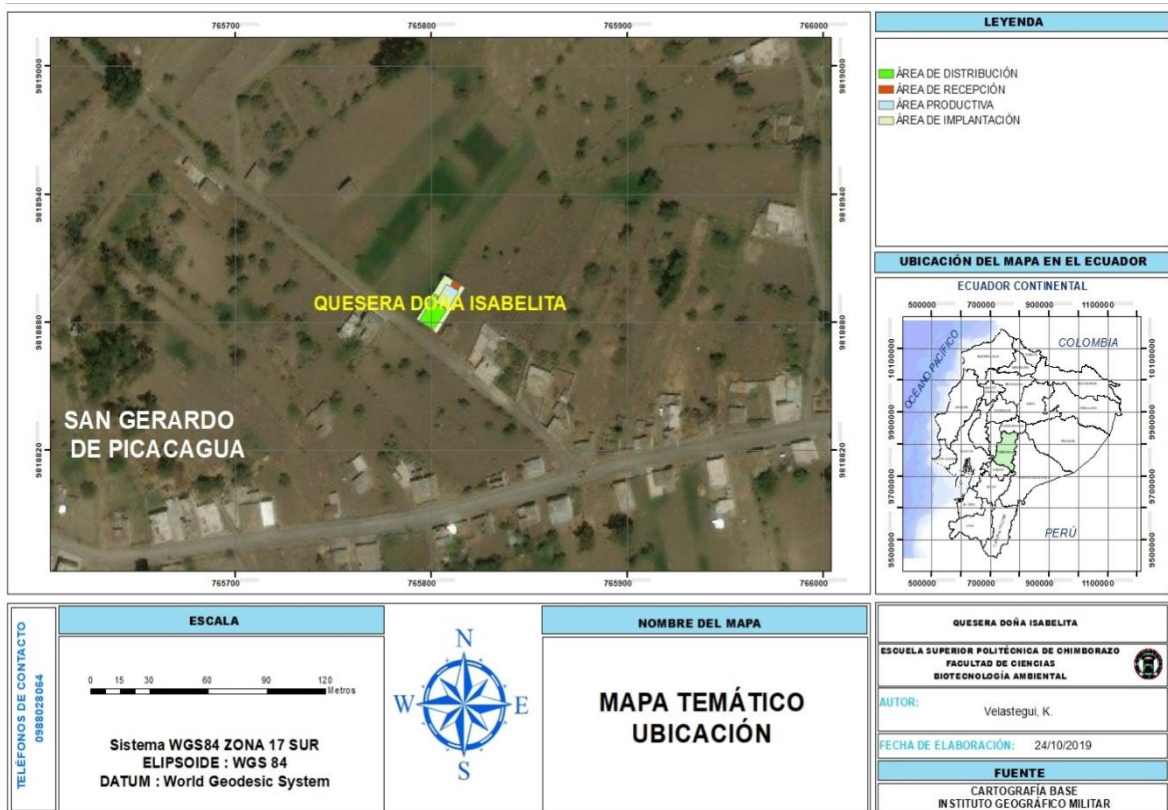 765700 765800 765900 766000
9819000
9818940
9818880
9818820
9819000
9818940
9818880
9818820
QUESERA DOÑA ISABELITA
SAN GERARDO
DE PICACAGUA
765700 765800 765900 766000
LEYENDA
ÁREA DE DISTRIBUCIÓN
ÁREA DE RECEPCIÓN
ÁREA PRODUCTIVA
ÁREA DE IMPLANTACIÓN
UBICACIÓN DEL MAPA EN EL ECUADOR
ECUADOR CONTINENTAL
500000 700000 900000 1100000
10100000
9900000
9700000
9500000
OCÉANO PACÍFICO
COLOMBIA
PERÚ
10100000
9900000
9700000
9500000
500000 700000 900000 1100000
TELÉFONOS DE CONTACTO
0988028064
ESCALA
0 15 30 60 90 120
Metros
Sistema WGS84 ZONA 17 SUR
ELIPSOIDE : WGS 84
DATUM : World Geodesic System
N
W E
S
NOMBRE DEL MAPA
MAPA TEMÁTICO
UBICACIÓN
QUESERA DOÑA ISABELITA
ESCUELA SUPERIOR POLITÉCNICA DE CHIMBORAZO
FACULTAD DE CIENCIAS
BIOTECNOLOGÍA AMBIENTAL
AUTOR:
Velastegui, K.
FECHA DE ELABORACIÓN: 24/10/2019
FUENTE
CARTOGRAFÍA BASE
INSTITUTO GEOGRÁFICO MILITAR